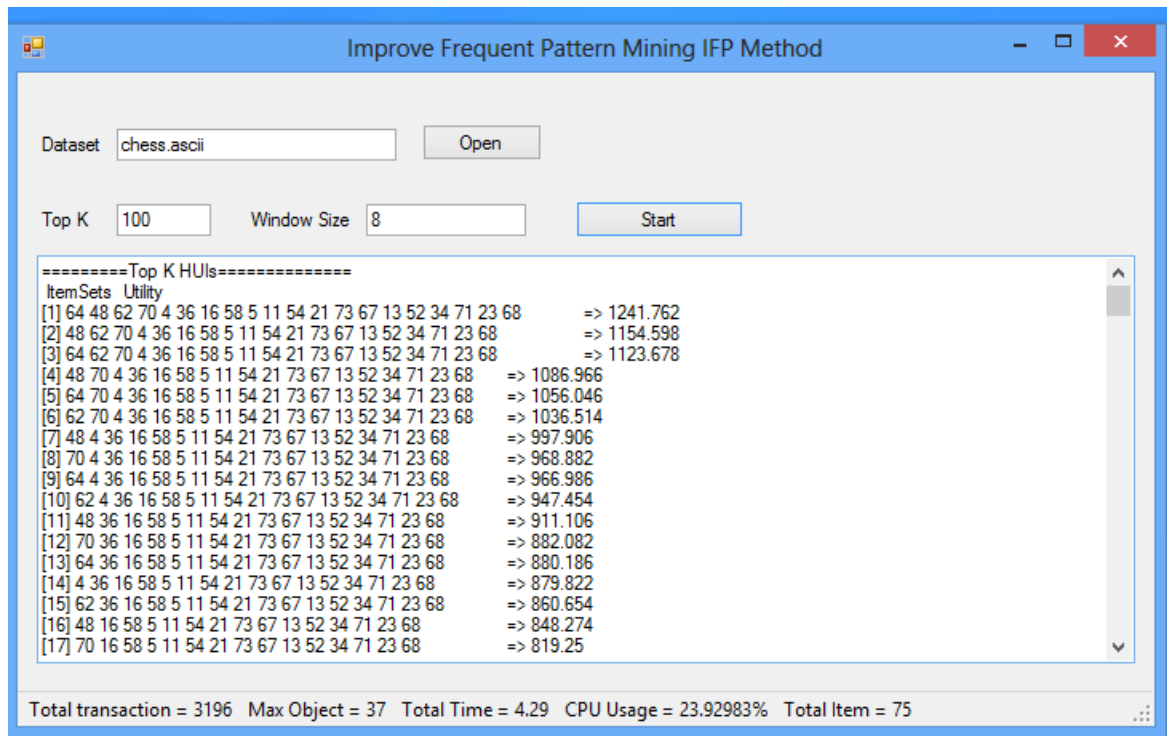 Improve Frequent Pattern Mining IFP Method
Dataset chess.ascii Open
Top K 100 Window Size 8 Start
=========Top K HUIs==============
ItemSets Utility
[1] 64 48 62 70 4 36 16 58 5 11 54 21 73 67 13 52 34 71 23 68 => 1241.762
[2] 48 62 70 4 36 16 58 5 11 54 21 73 67 13 52 34 71 23 68 => 1154.598
[3] 64 62 70 4 36 16 58 5 11 54 21 73 67 13 52 34 71 23 68 => 1123.678
[4] 48 70 4 36 16 58 5 11 54 21 73 67 13 52 34 71 23 68 => 1086.966
[5] 64 70 4 36 16 58 5 11 54 21 73 67 13 52 34 71 23 68 => 1056.046
[6] 62 70 4 36 16 58 5 11 54 21 73 67 13 52 34 71 23 68 => 1036.514
[7] 48 4 36 16 58 5 11 54 21 73 67 13 52 34 71 23 68 => 997.906
[8] 70 4 36 16 58 5 11 54 21 73 67 13 52 34 71 23 68 => 968.882
[9] 64 4 36 16 58 5 11 54 21 73 67 13 52 34 71 23 68 => 966.986
[10] 62 4 36 16 58 5 11 54 21 73 67 13 52 34 71 23 68 => 947.454
[11] 48 36 16 58 5 11 54 21 73 67 13 52 34 71 23 68 => 911.106
[12] 70 36 16 58 5 11 54 21 73 67 13 52 34 71 23 68 => 882.082
[13] 64 36 16 58 5 11 54 21 73 67 13 52 34 71 23 68 => 880.186
[14] 4 36 16 58 5 11 54 21 73 67 13 52 34 71 23 68 => 879.822
[15] 62 36 16 58 5 11 54 21 73 67 13 52 34 71 23 68 => 860.654
[16] 48 16 58 5 11 54 21 73 67 13 52 34 71 23 68 => 848.274
[17] 70 16 58 5 11 54 21 73 67 13 52 34 71 23 68 => 819.25
Total transaction = 3196 Max Object = 37 Total Time = 4.29 CPU Usage = 23.92983% Total Item = 75